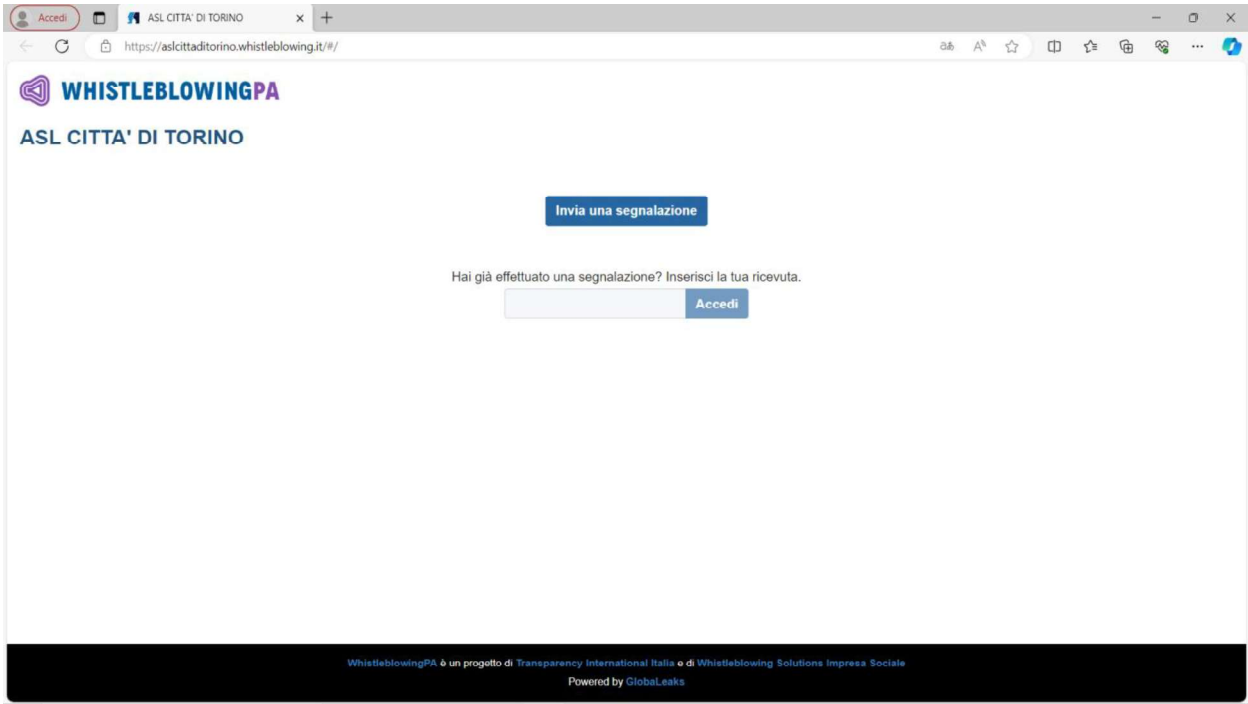 Accedi
ASL CITTA' DI TORINO
https://aslcittaditorino.whistleblowing.it/#/
WHISTLEBLOWINGPA
ASL CITTA' DI TORINO
Invia una segnalazione
Hai già effettuato una segnalazione? Inserisci la tua ricevuta.
Accedi
WhistleblowingPA è un progetto di Transparency International Italia e di Whistleblowing Solutions Impresa Sociale
Powered by GlobaLeaks